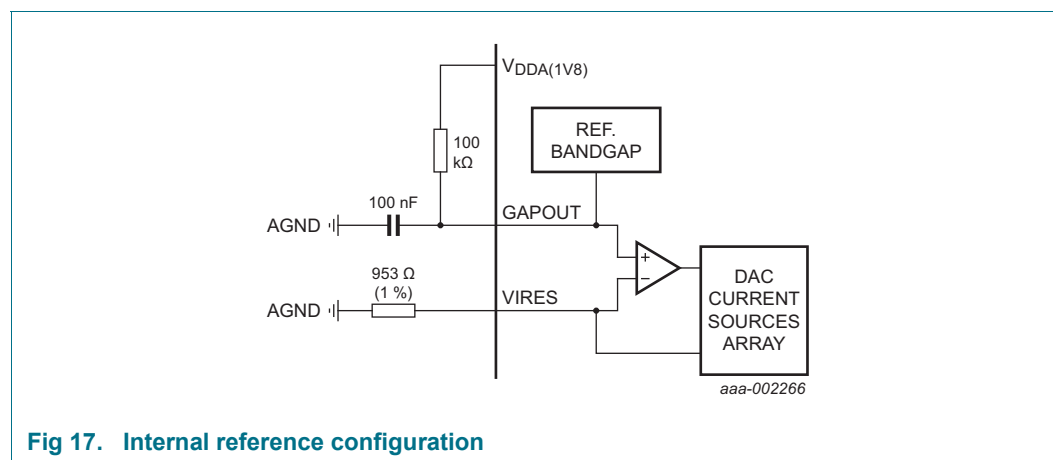 VDDA(1V8)
REF.
BANDGAP
100
kΩ
100 nF
GAPOUT
AGND
+
953 Ω
(1 %)
−
VIRES
AGND
DAC
CURRENT
SOURCES
ARRAY
aaa-002266
Fig 17. Internal reference configuration